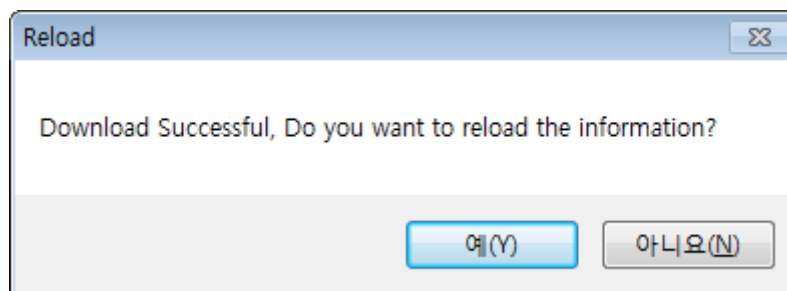 Reload
Download Successful, Do you want to reload the information?
예(Y) 아니요(N)